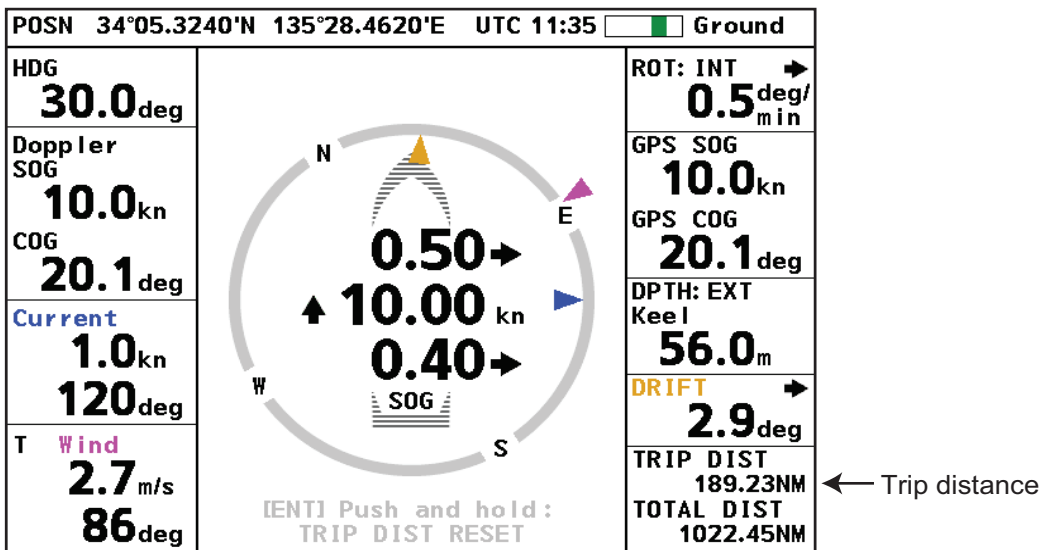 POSN 34°05.3240'N 135°28.4620'E UTC 11:35 Ground
HDG
30.0deg
Doppler
SOG
10.0kn
COG
20.1deg
Current
1.0kn
120deg
T Wind
2.7m/s
86deg
N
E
S
W
0.50
10.00 kn
0.40
SOG
[ENT] Push and hold:
TRIP DIST RESET
ROT: INT
0.5deg/min
GPS SOG
10.0kn
GPS COG
20.1deg
DPTH: EXT
Keel
56.0m
DRIFT
2.9deg
TRIP DIST
189.23NM
TOTAL DIST
1022.45NM
Trip distance